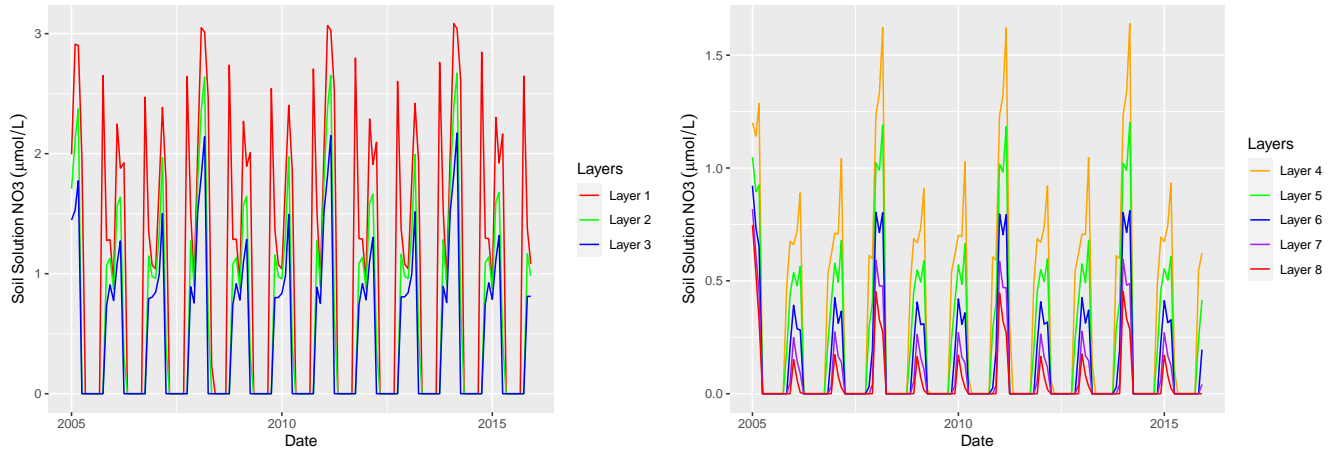 Soil Solution NO3 (μmol/L)
3
2
1
0
2005
2010
2015
Date
Layers
Layer 1
Layer 2
Layer 3
Soil Solution NO3 (μmol/L)
1.5
1.0
0.5
0.0
2005
2010
2015
Date
Layers
Layer 4
Layer 5
Layer 6
Layer 7
Layer 8